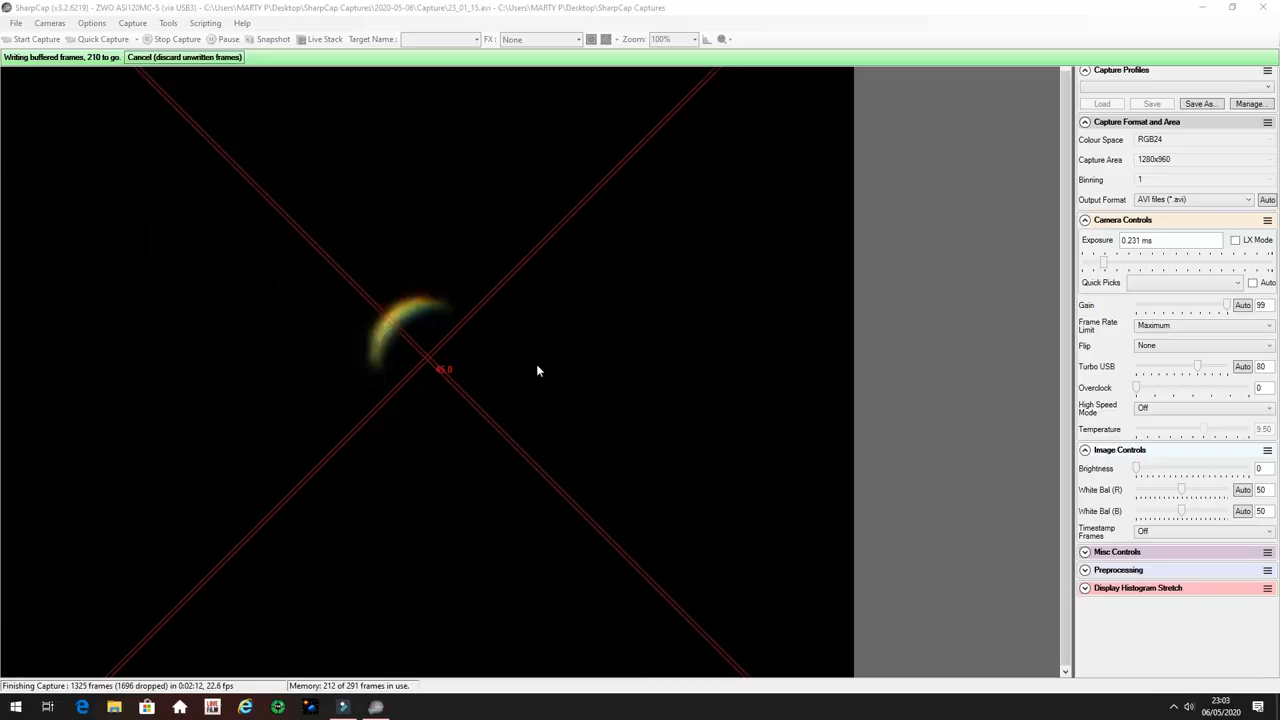 SharpCap (v3.2.6219) - ZWO ASI120MC-S (via USB3) - C:\Users\MARTY P\Desktop\SharpCap Captures\2020-05-06\Capture\23_01_15.avi - C:\Users\MARTY P\Desktop\SharpCap Captures
File Cameras Options Capture Tools Scripting Help
Start Capture Quick Capture Stop Capture Pause Snapshot Live Stack Target Name: FX: None Zoom: 100%
Writing buffered frames, 210 to go. Cancel (discard unwritten frames)
Capture Profiles
Load Save Save As... Manage...
Capture Format and Area
Colour Space RGB24
Capture Area 1280x960
Binning 1
Output Format AVI files (*.avi) Auto
Camera Controls
Exposure 0.231 ms LX Mode
Quick Picks Auto
Gain Auto 99
Frame Rate Limit Maximum
Flip None
Turbo USB Auto 80
Overclock 0
High Speed Mode Off
Temperature 9.50
Image Controls
Brightness 0
White Bal (R) Auto 50
White Bal (B) Auto 50
Timestamp Frames Off
Misc Controls
Preprocessing
Display Histogram Stretch
45.0
Finishing Capture : 1325 frames (1696 dropped) in 0:02:12, 22.6 fps Memory: 212 of 291 frames in use.
LOVE FILM
23:03
06/05/2020